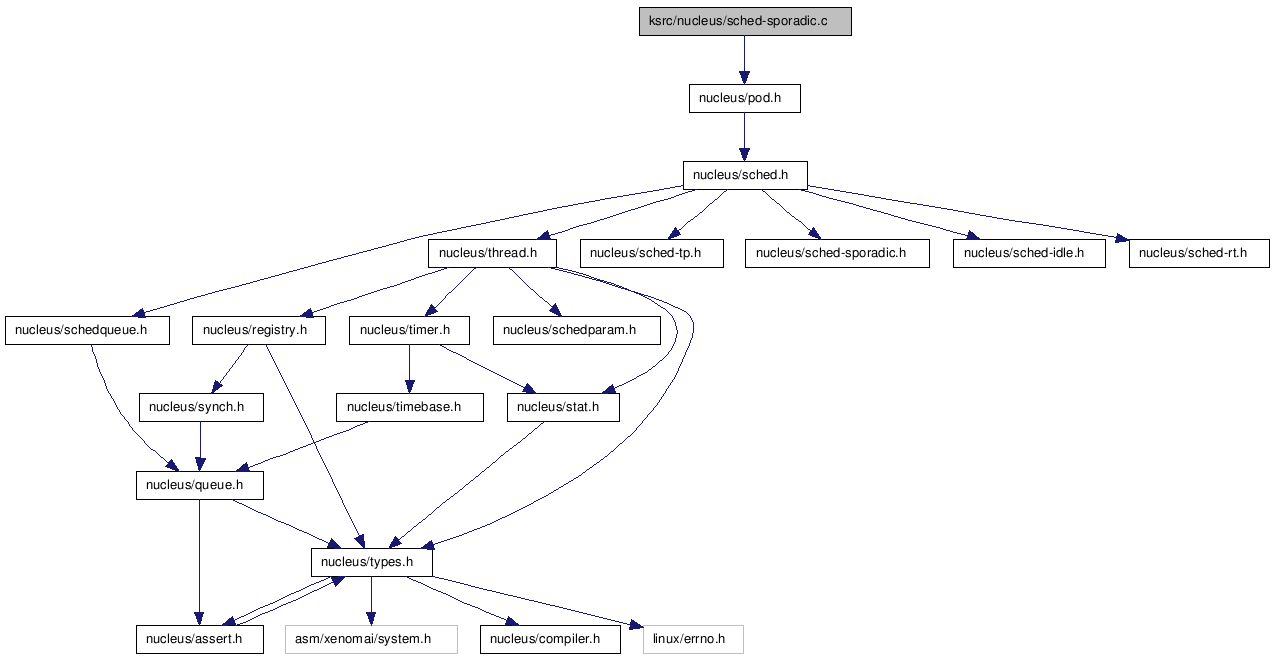 ksrc/nucleus/sched-sporadic.c
nucleus/pod.h
nucleus/sched.h
nucleus/thread.h
nucleus/sched-tp.h
nucleus/sched-sporadic.h
nucleus/sched-idle.h
nucleus/sched-rt.h
nucleus/schedqueue.h
nucleus/registry.h
nucleus/timer.h
nucleus/schedparam.h
nucleus/synch.h
nucleus/timebase.h
nucleus/stat.h
nucleus/queue.h
nucleus/types.h
nucleus/assert.h
asm/xenomai/system.h
nucleus/compiler.h
linux/errno.h